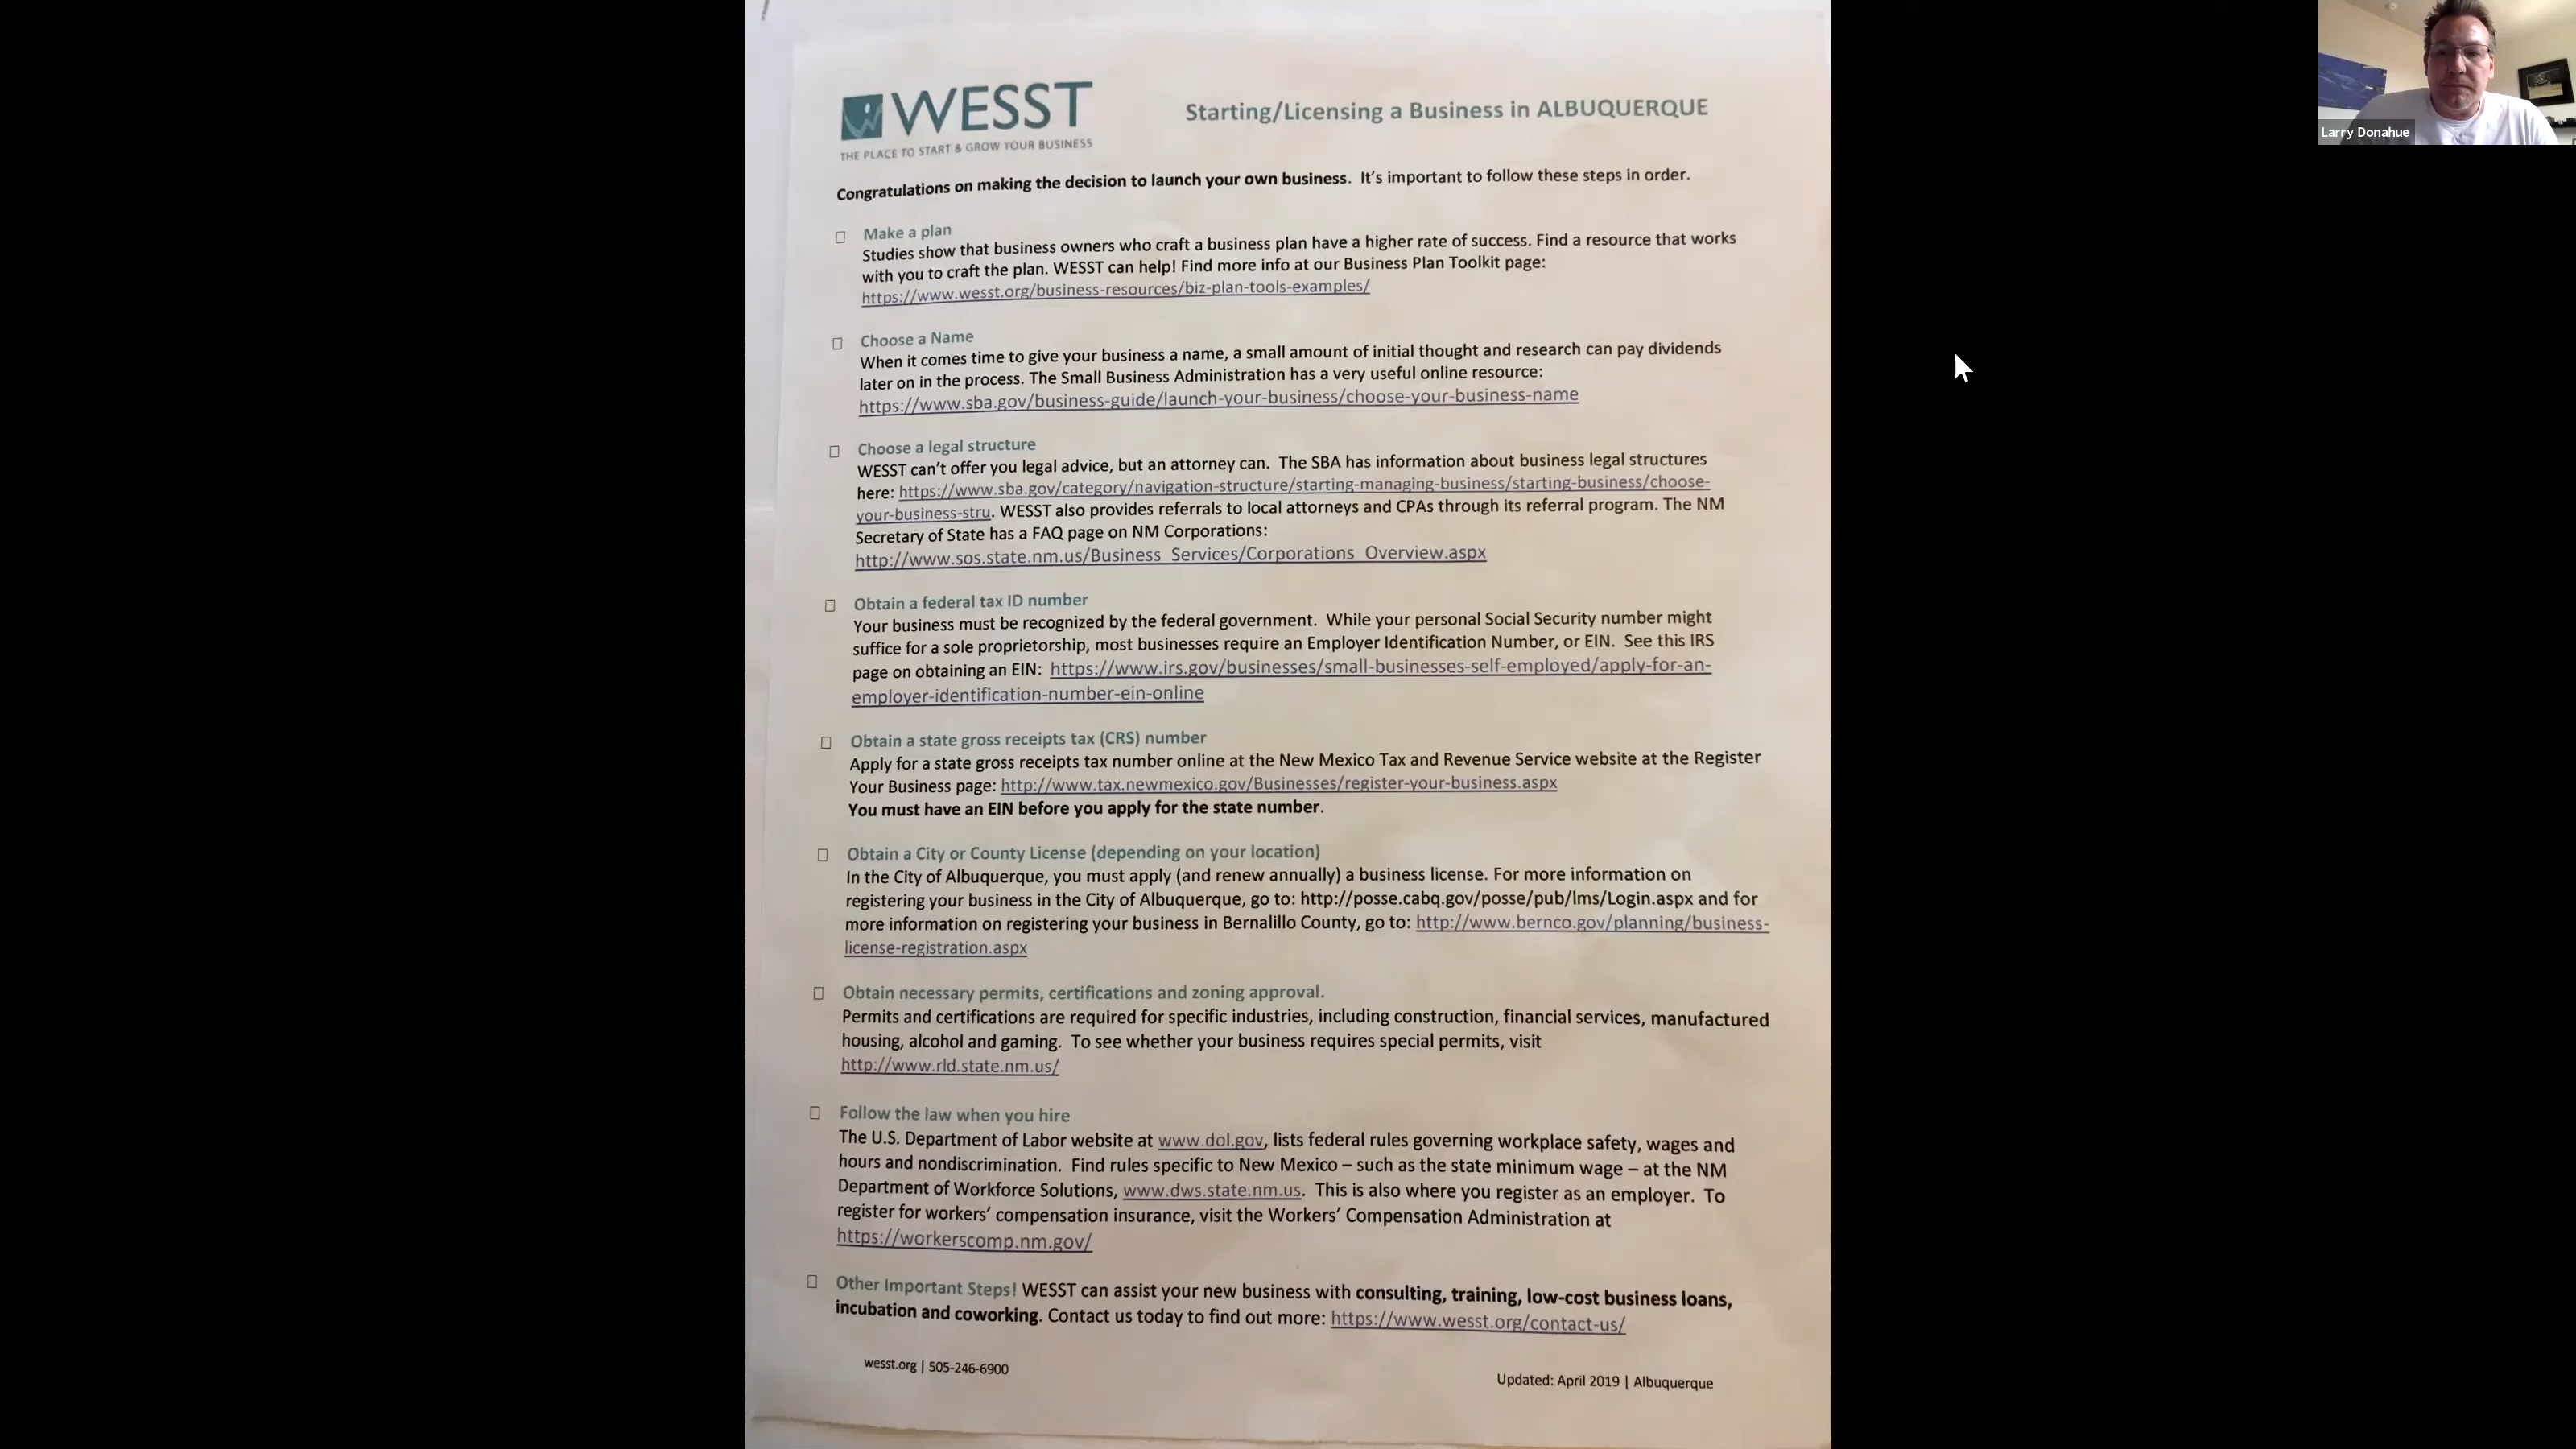 WESST
THE PLACE TO START & GROW YOUR BUSINESS
Starting/Licensing a Business in ALBUQUERQUE
Congratulations on making the decision to launch your own business.  It's important to follow these steps in order.
Make a plan
Studies show that business owners who craft a business plan have a higher rate of success. Find a resource that works
with you to craft the plan. WESST can help! Find more info at our Business Plan Toolkit page:
https://www.wesst.org/business-resources/biz-plan-tools-examples/
Choose a Name
When it comes time to give your business a name, a small amount of initial thought and research can pay dividends
later on in the process. The Small Business Administration has a very useful online resource:
https://www.sba.gov/business-guide/launch-your-business/choose-your-business-name
Choose a legal structure
WESST can't offer you legal advice, but an attorney can.  The SBA has information about business legal structures
here: https://www.sba.gov/category/navigation-structure/starting-managing-business/starting-business/choose-
your-business-stru. WESST also provides referrals to local attorneys and CPAs through its referral program. The NM
Secretary of State has a FAQ page on NM Corporations:
http://www.sos.state.nm.us/Business_Services/Corporations_Overview.aspx
Obtain a federal tax ID number
Your business must be recognized by the federal government.  While your personal Social Security number might
suffice for a sole proprietorship, most businesses require an Employer Identification Number, or EIN.  See this IRS
page on obtaining an EIN:  https://www.irs.gov/businesses/small-businesses-self-employed/apply-for-an-
employer-identification-number-ein-online
Obtain a state gross receipts tax (CRS) number
Apply for a state gross receipts tax number online at the New Mexico Tax and Revenue Service website at the Register
Your Business page: http://www.tax.newmexico.gov/Businesses/register-your-business.aspx
You must have an EIN before you apply for the state number.
Obtain a City or County License (depending on your location)
In the City of Albuquerque, you must apply (and renew annually) a business license. For more information on
registering your business in the City of Albuquerque, go to: http://posse.cabq.gov/posse/pub/lms/Login.aspx and for
more information on registering your business in Bernalillo County, go to: http://www.bernco.gov/planning/business-
license-registration.aspx
Obtain necessary permits, certifications and zoning approval.
Permits and certifications are required for specific industries, including construction, financial services, manufactured
housing, alcohol and gaming.  To see whether your business requires special permits, visit
http://www.rld.state.nm.us/
Follow the law when you hire
The U.S. Department of Labor website at www.dol.gov, lists federal rules governing workplace safety, wages and
hours and nondiscrimination.  Find rules specific to New Mexico – such as the state minimum wage – at the NM
Department of Workforce Solutions, www.dws.state.nm.us.  This is also where you register as an employer.  To
register for workers' compensation insurance, visit the Workers' Compensation Administration at
https://workerscomp.nm.gov/
Other Important Steps! WESST can assist your new business with consulting, training, low-cost business loans,
incubation and coworking. Contact us today to find out more: https://www.wesst.org/contact-us/
wesst.org | 505-246-6900
Updated: April 2019 | Albuquerque
Larry Donahue